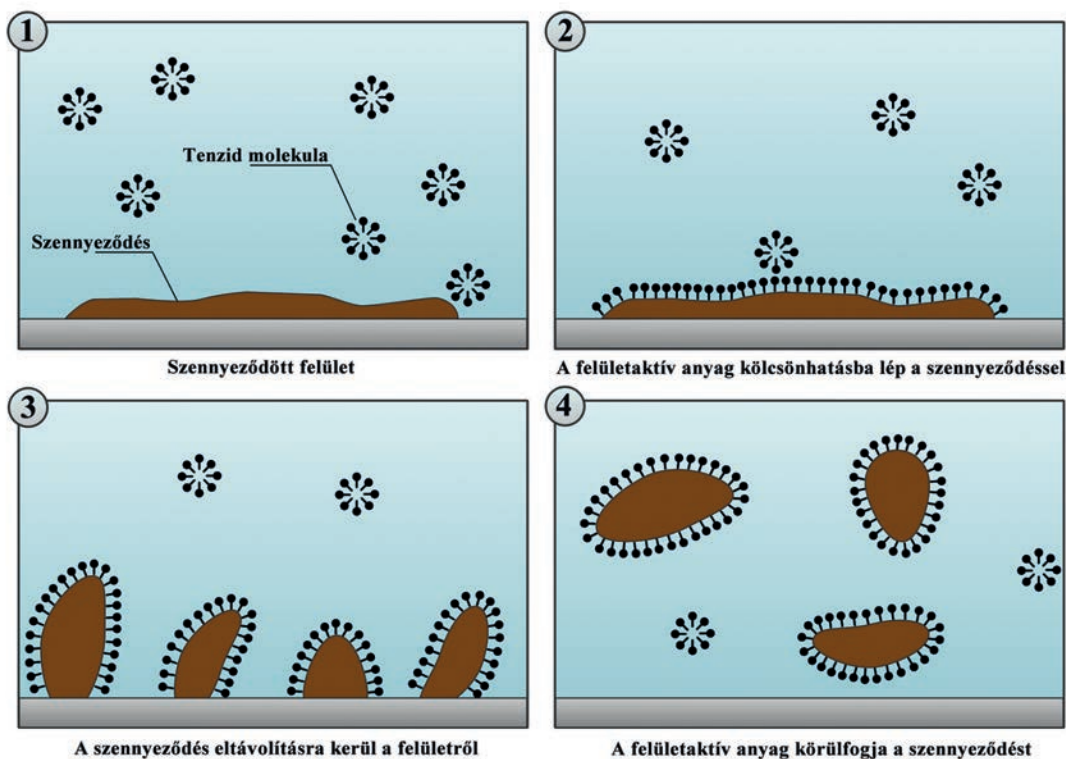 1
Tenzid molekula
Szennyeződés
Szennyeződött felület
2
A felületaktív anyag kölcsönhatásba lép a szennyeződéssel
3
A szennyeződés eltávolításra kerül a felületről
4
A felületaktív anyag körülfogja a szennyeződést